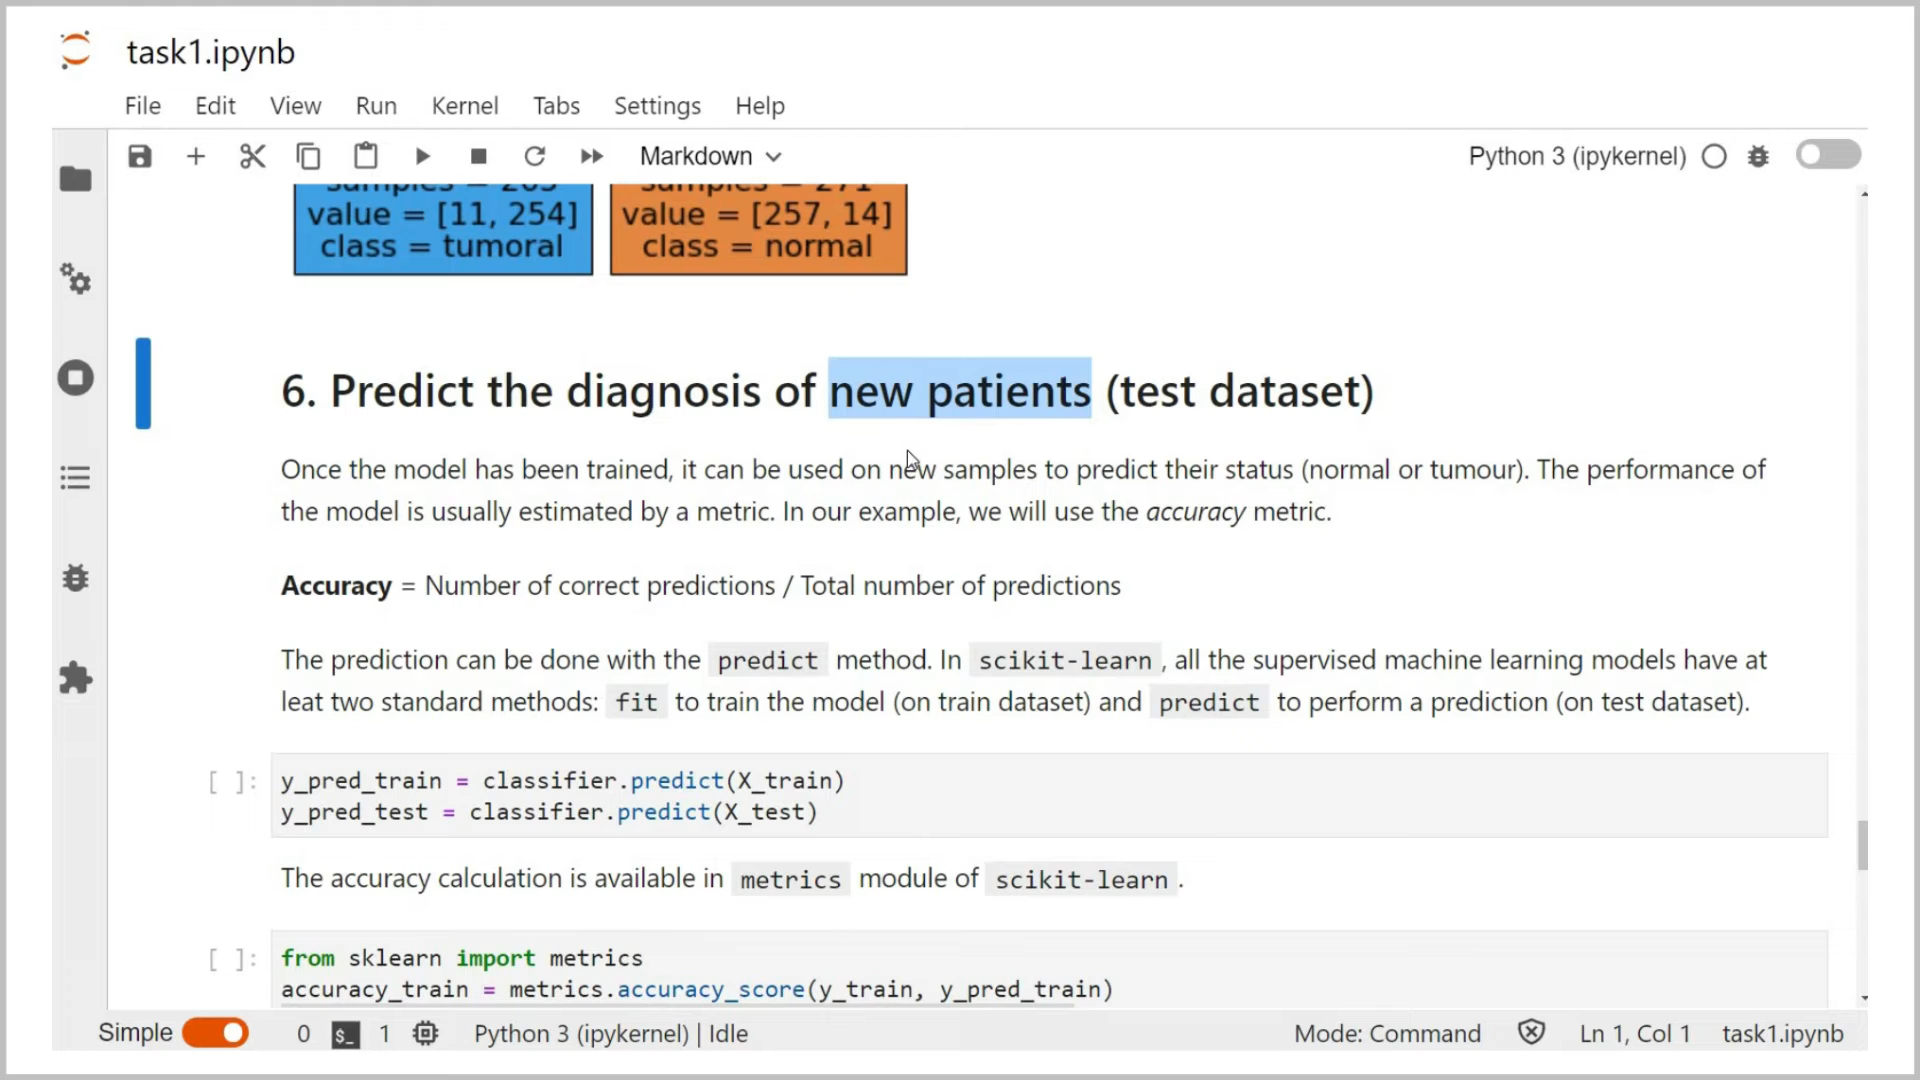 task1.ipynb
File Edit View Run Kernel Tabs Settings Help
Markdown
Python 3 (ipykernel)
samples = 265 samples = 271
value = [11, 254] value = [257, 14]
class = tumoral class = normal
6. Predict the diagnosis of new patients (test dataset)
Once the model has been trained, it can be used on new samples to predict their status (normal or tumour). The performance of
the model is usually estimated by a metric. In our example, we will use the accuracy metric.
Accuracy = Number of correct predictions / Total number of predictions
The prediction can be done with the predict method. In scikit-learn , all the supervised machine learning models have at
leat two standard methods: fit to train the model (on train dataset) and predict to perform a prediction (on test dataset).
[ ]: y_pred_train = classifier.predict(X_train)
y_pred_test = classifier.predict(X_test)
The accuracy calculation is available in metrics module of scikit-learn .
[ ]: from sklearn import metrics
accuracy_train = metrics.accuracy_score(y_train, y_pred_train)
Simple 0 $_ 1 Python 3 (ipykernel) | Idle Mode: Command Ln 1, Col 1 task1.ipynb